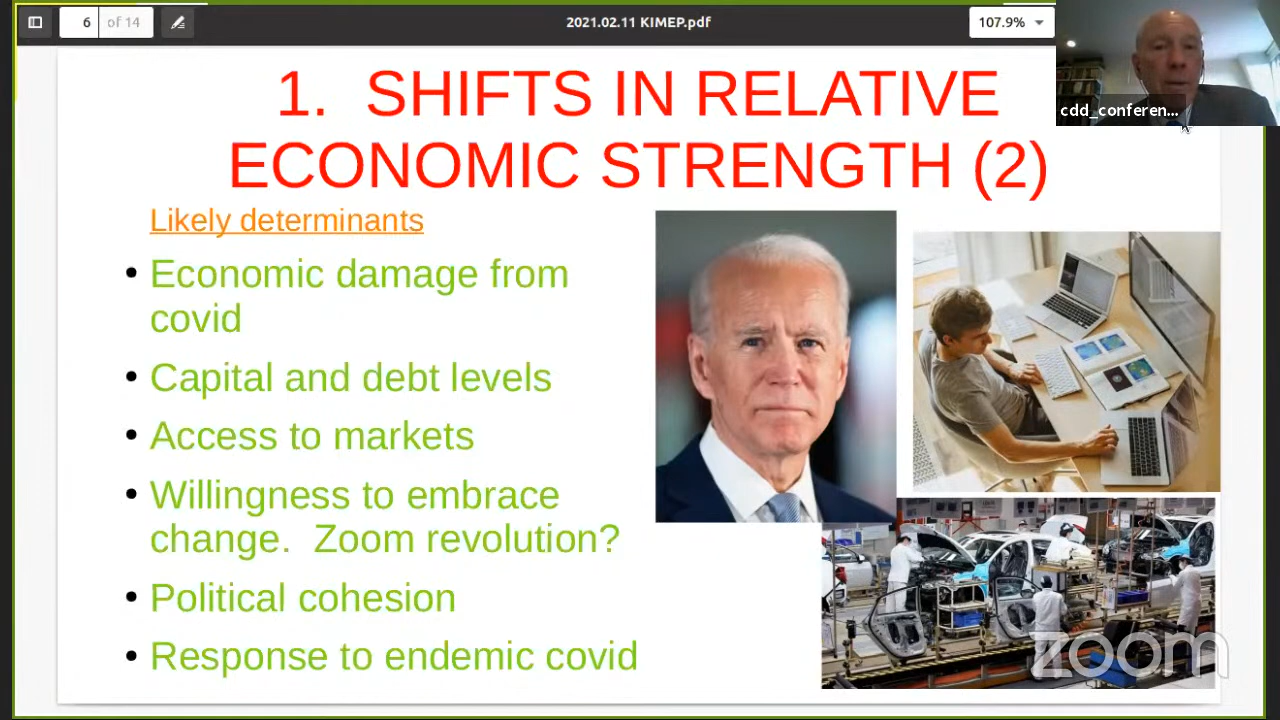 6 of 14
2021.02.11 KIMEP.pdf
107.9%
cdd_conferen...
1. SHIFTS IN RELATIVE
ECONOMIC STRENGTH (2)
Likely determinants
• Economic damage from
covid
• Capital and debt levels
• Access to markets
• Willingness to embrace
change. Zoom revolution?
• Political cohesion
• Response to endemic covid
zoom